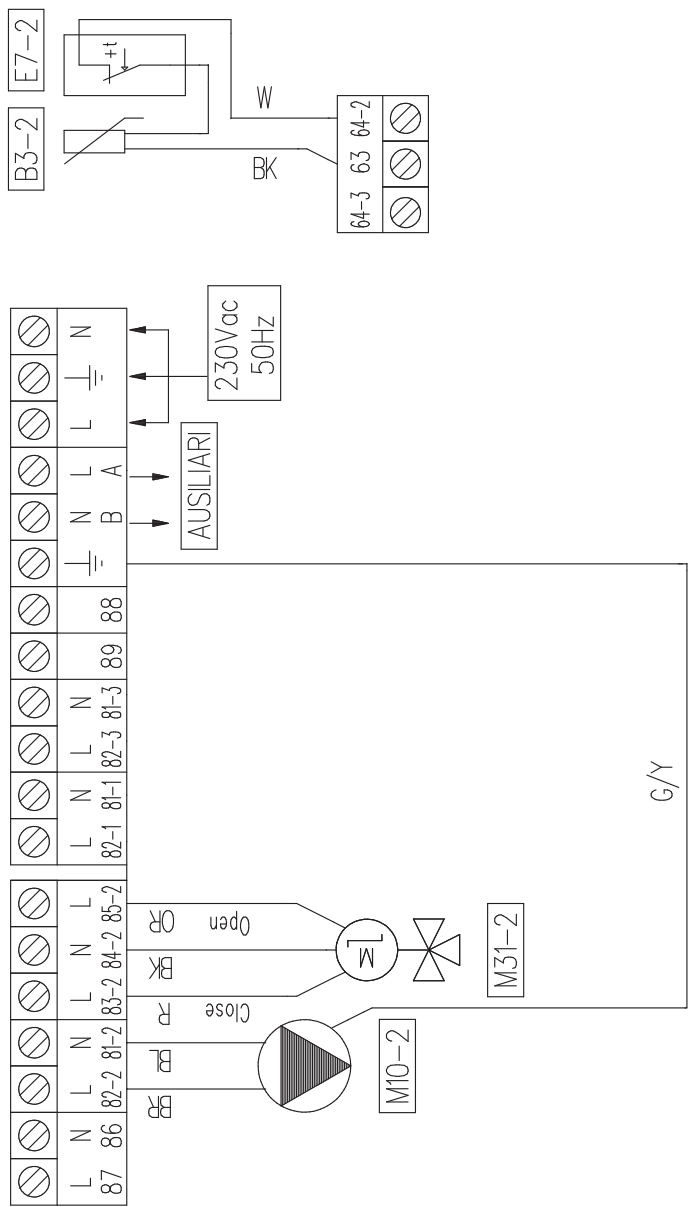 E7-2
+t
B3-2
W
BK
64-2
63
64-3
N
L
L A
N B
88
89
N 81-3
L 82-3
N 81-1
L 82-1
L 85-2
N 84-2
L 83-2
N 81-2
L 82-2
N 86
L 87
230Vac
50Hz
AUSILIARI
G/Y
OR
Open
BK
R
Close
BL
BR
M
M31-2
M10-2